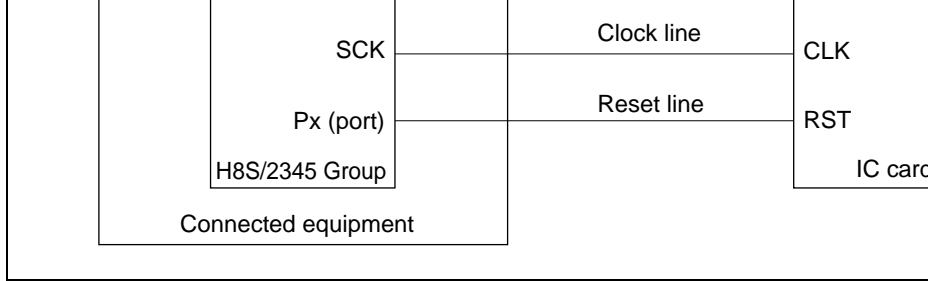 Clock line
SCK
CLK
Reset line
Px (port)
RST
H8S/2345 Group
IC card
Connected equipment